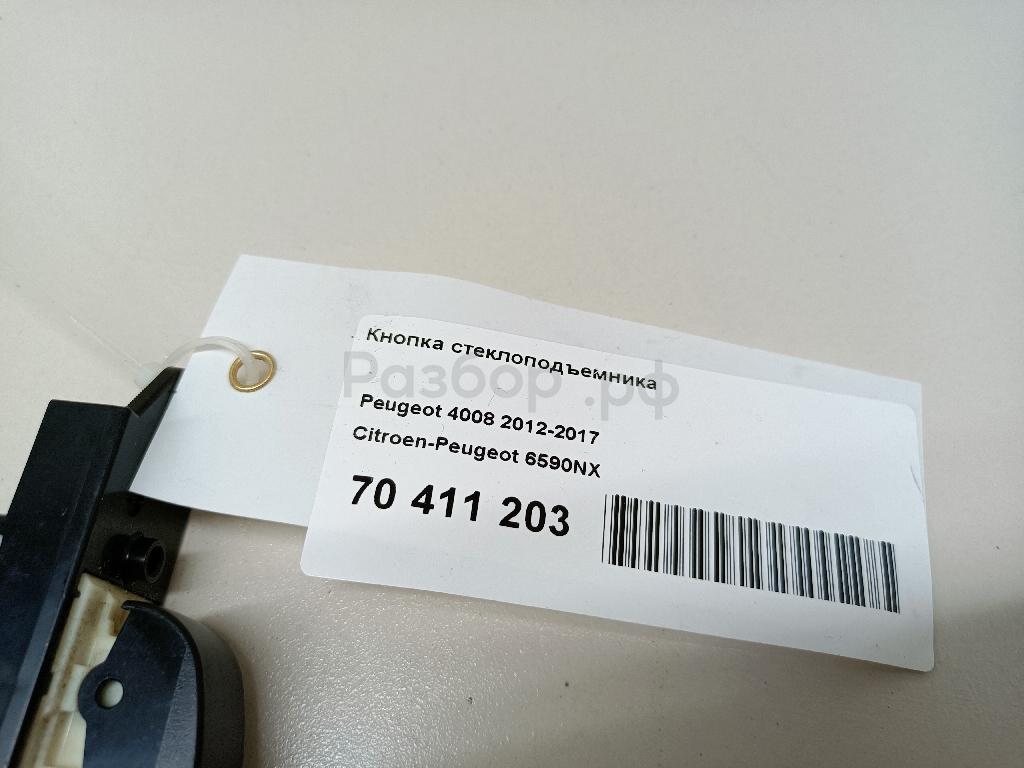 Кнопка стеклоподъемника
Разбор.рф
Peugeot 4008 2012-2017
Citroen-Peugeot 6590NX
70 411 203